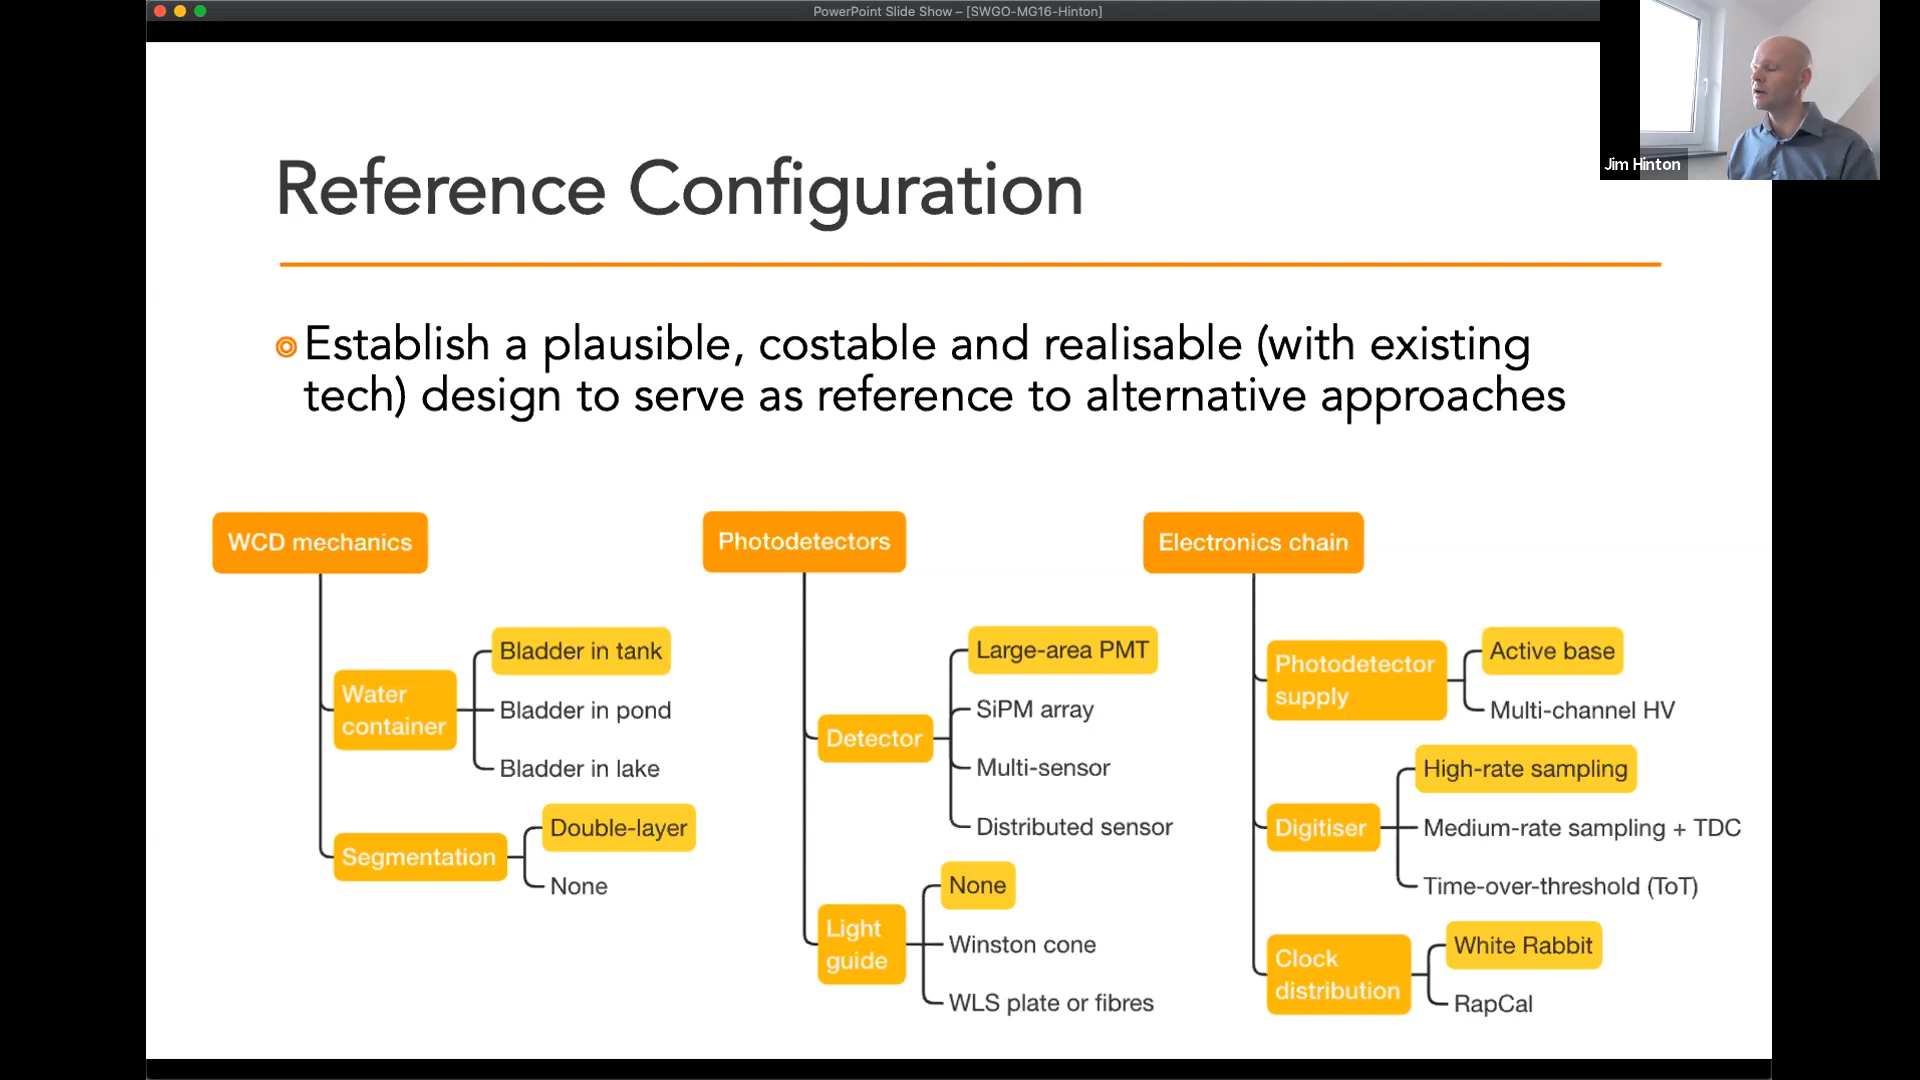 PowerPoint Slide Show – [SWGO-MG16-Hinton]
Jim Hinton
Reference Configuration
Establish a plausible, costable and realisable (with existing
tech) design to serve as reference to alternative approaches
WCD mechanics
Water
container
Bladder in tank
Bladder in pond
Bladder in lake
Segmentation
Double-layer
None
Photodetectors
Detector
Large-area PMT
SiPM array
Multi-sensor
Distributed sensor
Light
guide
None
Winston cone
WLS plate or fibres
Electronics chain
Photodetector
supply
Active base
Multi-channel HV
Digitiser
High-rate sampling
Medium-rate sampling + TDC
Time-over-threshold (ToT)
Clock
distribution
White Rabbit
RapCal